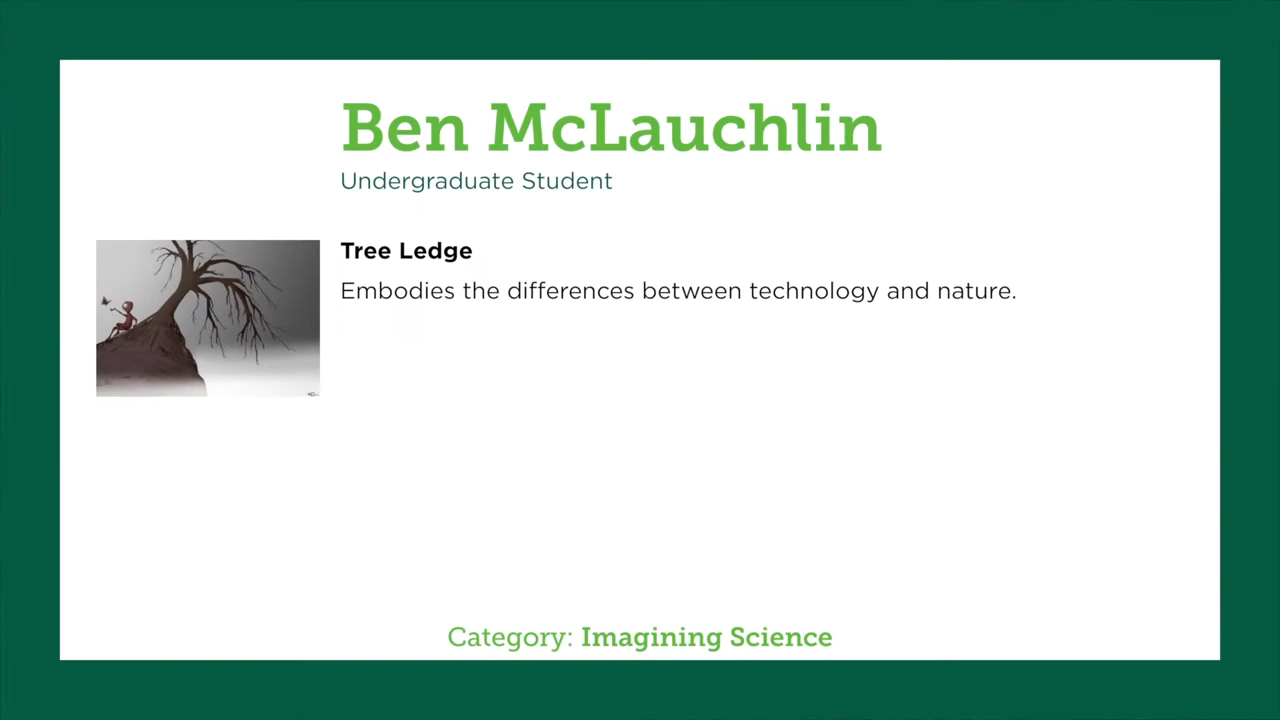 Ben McLauchlin
Undergraduate Student
Tree Ledge
Embodies the differences between technology and nature.
Category: Imagining Science